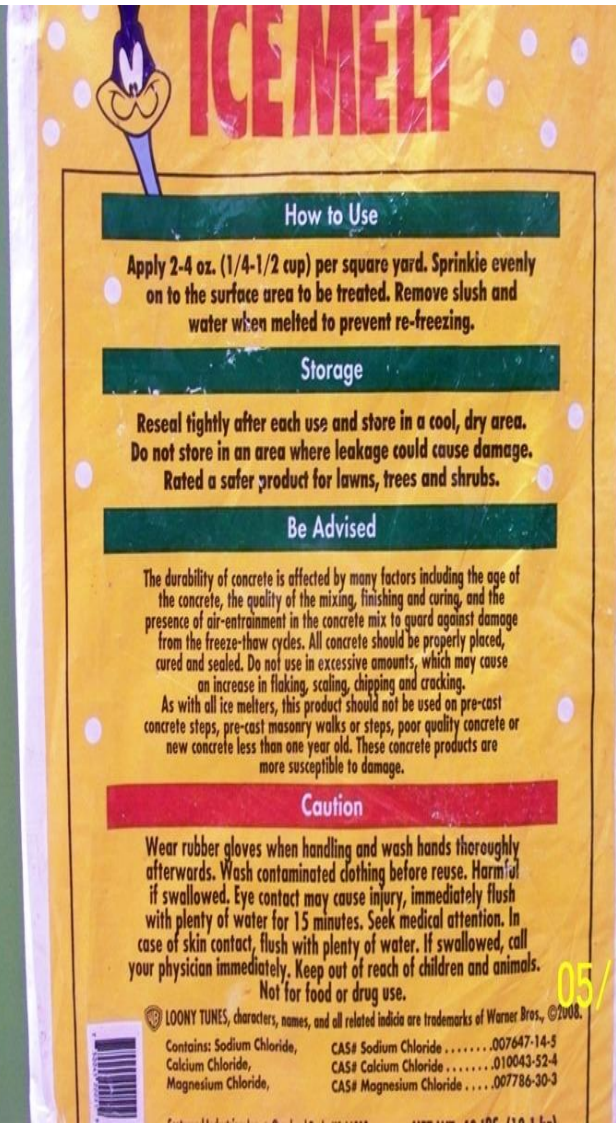 ICE MELT
How to Use
Apply 2-4 oz. (1/4-1/2 cup) per square yard. Sprinkie evenly
on to the surface area to be treated. Remove slush and
water when melted to prevent re-freezing.
Storage
Reseal tightly after each use and store in a cool, dry area.
Do not store in an area where leakage could cause damage.
Rated a safer product for lawns, trees and shrubs.
Be Advised
The durability of concrete is affected by many factors including the age of
the concrete, the quality of the mixing, finishing and curing, and the
presence of air-entrainment in the concrete mix to guard against damage
from the freeze-thaw cycles. All concrete should be properly placed,
cured and sealed. Do not use in excessive amounts, which may cause
an increase in flaking, scaling, chipping and cracking.
As with all ice melters, this product should not be used on pre-cast
concrete steps, pre-cast masonry walks or steps, poor quality concrete or
new concrete less than one year old. These concrete products are
more susceptible to damage.
Caution
Wear rubber gloves when handling and wash hands thoroughly
afterwards. Wash contaminated clothing before reuse. Harmful
if swallowed. Eye contact may cause injury, immediately flush
with plenty of water for 15 minutes. Seek medical attention. In
case of skin contact, flush with plenty of water. If swallowed, call
your physician immediately. Keep out of reach of children and animals.
Not for food or drug use.
05/
LOONY TUNES, characters, names, and all related indicia are trademarks of Warner Bros., ©2008.
Contains: Sodium Chloride, CAS# Sodium Chloride ........007647-14-5
Calcium Chloride, CAS# Calcium Chloride ........010043-52-4
Magnesium Chloride, CAS# Magnesium Chloride .....007786-30-3